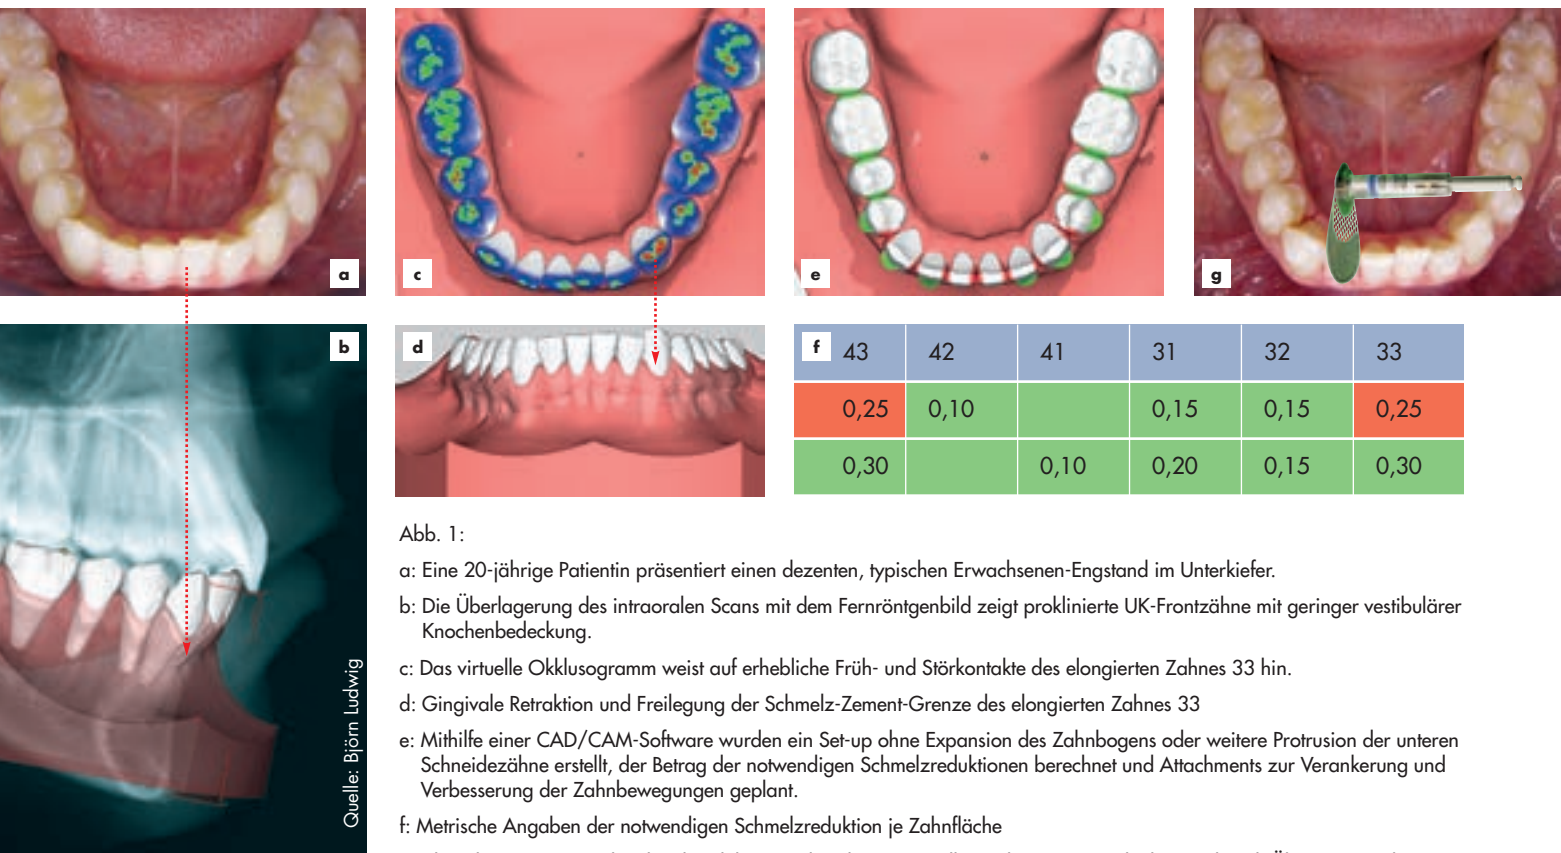 a
c
e
g
b
d
f 43 42 41 31 32 33
0,25 0,10 0,15 0,15 0,25
0,30 0,10 0,20 0,15 0,30
Quelle: Björn Ludwig
Abb. 1:
a: Eine 20-jährige Patientin präsentiert einen dezenten, typischen Erwachsenen-Engstand im Unterkiefer.
b: Die Überlagerung des intraoralen Scans mit dem Fernröntgenbild zeigt proklinierte UK-Frontzähne mit geringer vestibulärer
Knochenbedeckung.
c: Das virtuelle Okklusogramm weist auf erhebliche Früh- und Störkontakte des elongierten Zahnes 33 hin.
d: Gingivale Retraktion und Freilegung der Schmelz-Zement-Grenze des elongierten Zahnes 33
e: Mithilfe einer CAD/CAM-Software wurden ein Set-up ohne Expansion des Zahnbogens oder weitere Protrusion der unteren
Schneidezähne erstellt, der Betrag der notwendigen Schmelzreduktionen berechnet und Attachments zur Verankerung und
Verbesserung der Zahnbewegungen geplant.
f: Metrische Angaben der notwendigen Schmelzreduktion je Zahnfläche